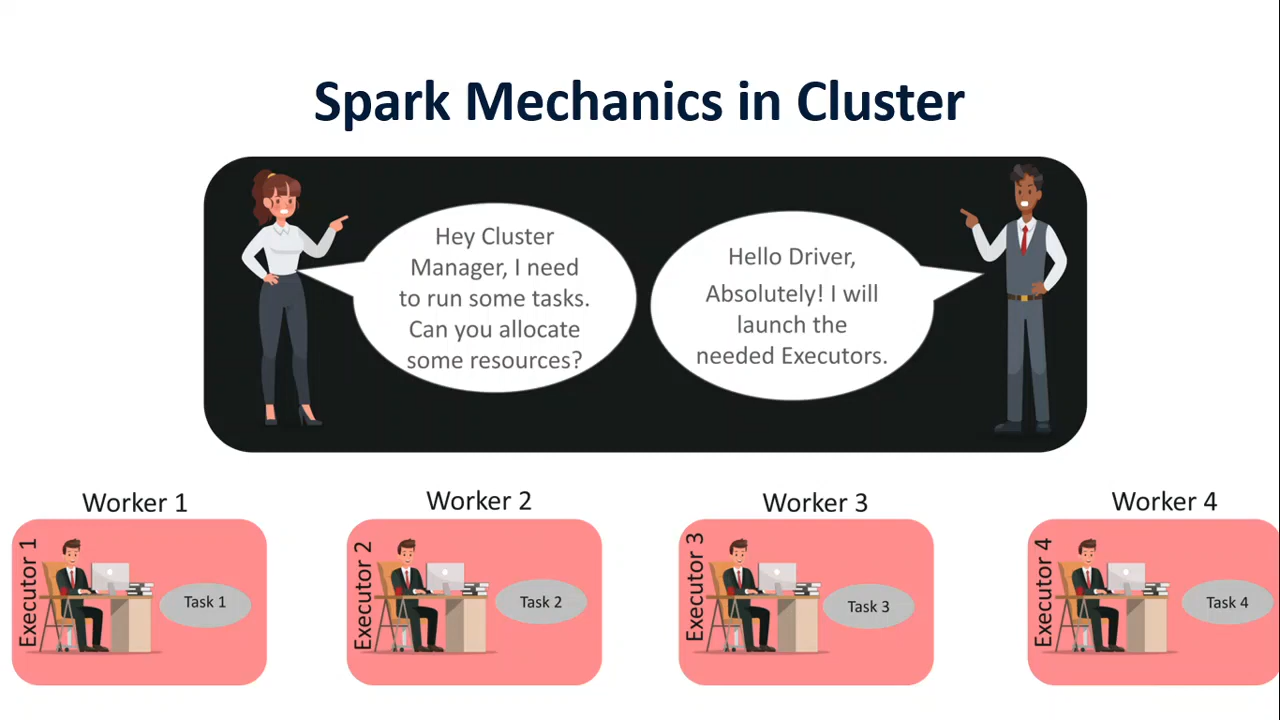 Spark Mechanics in Cluster
Hey Cluster
Manager, I need
to run some tasks.
Can you allocate
some resources?
Hello Driver,
Absolutely! I will
launch the
needed Executors.
Worker 1
Executor 1
Task 1
Worker 2
Executor 2
Task 2
Worker 3
Executor 3
Task 3
Worker 4
Executor 4
Task 4